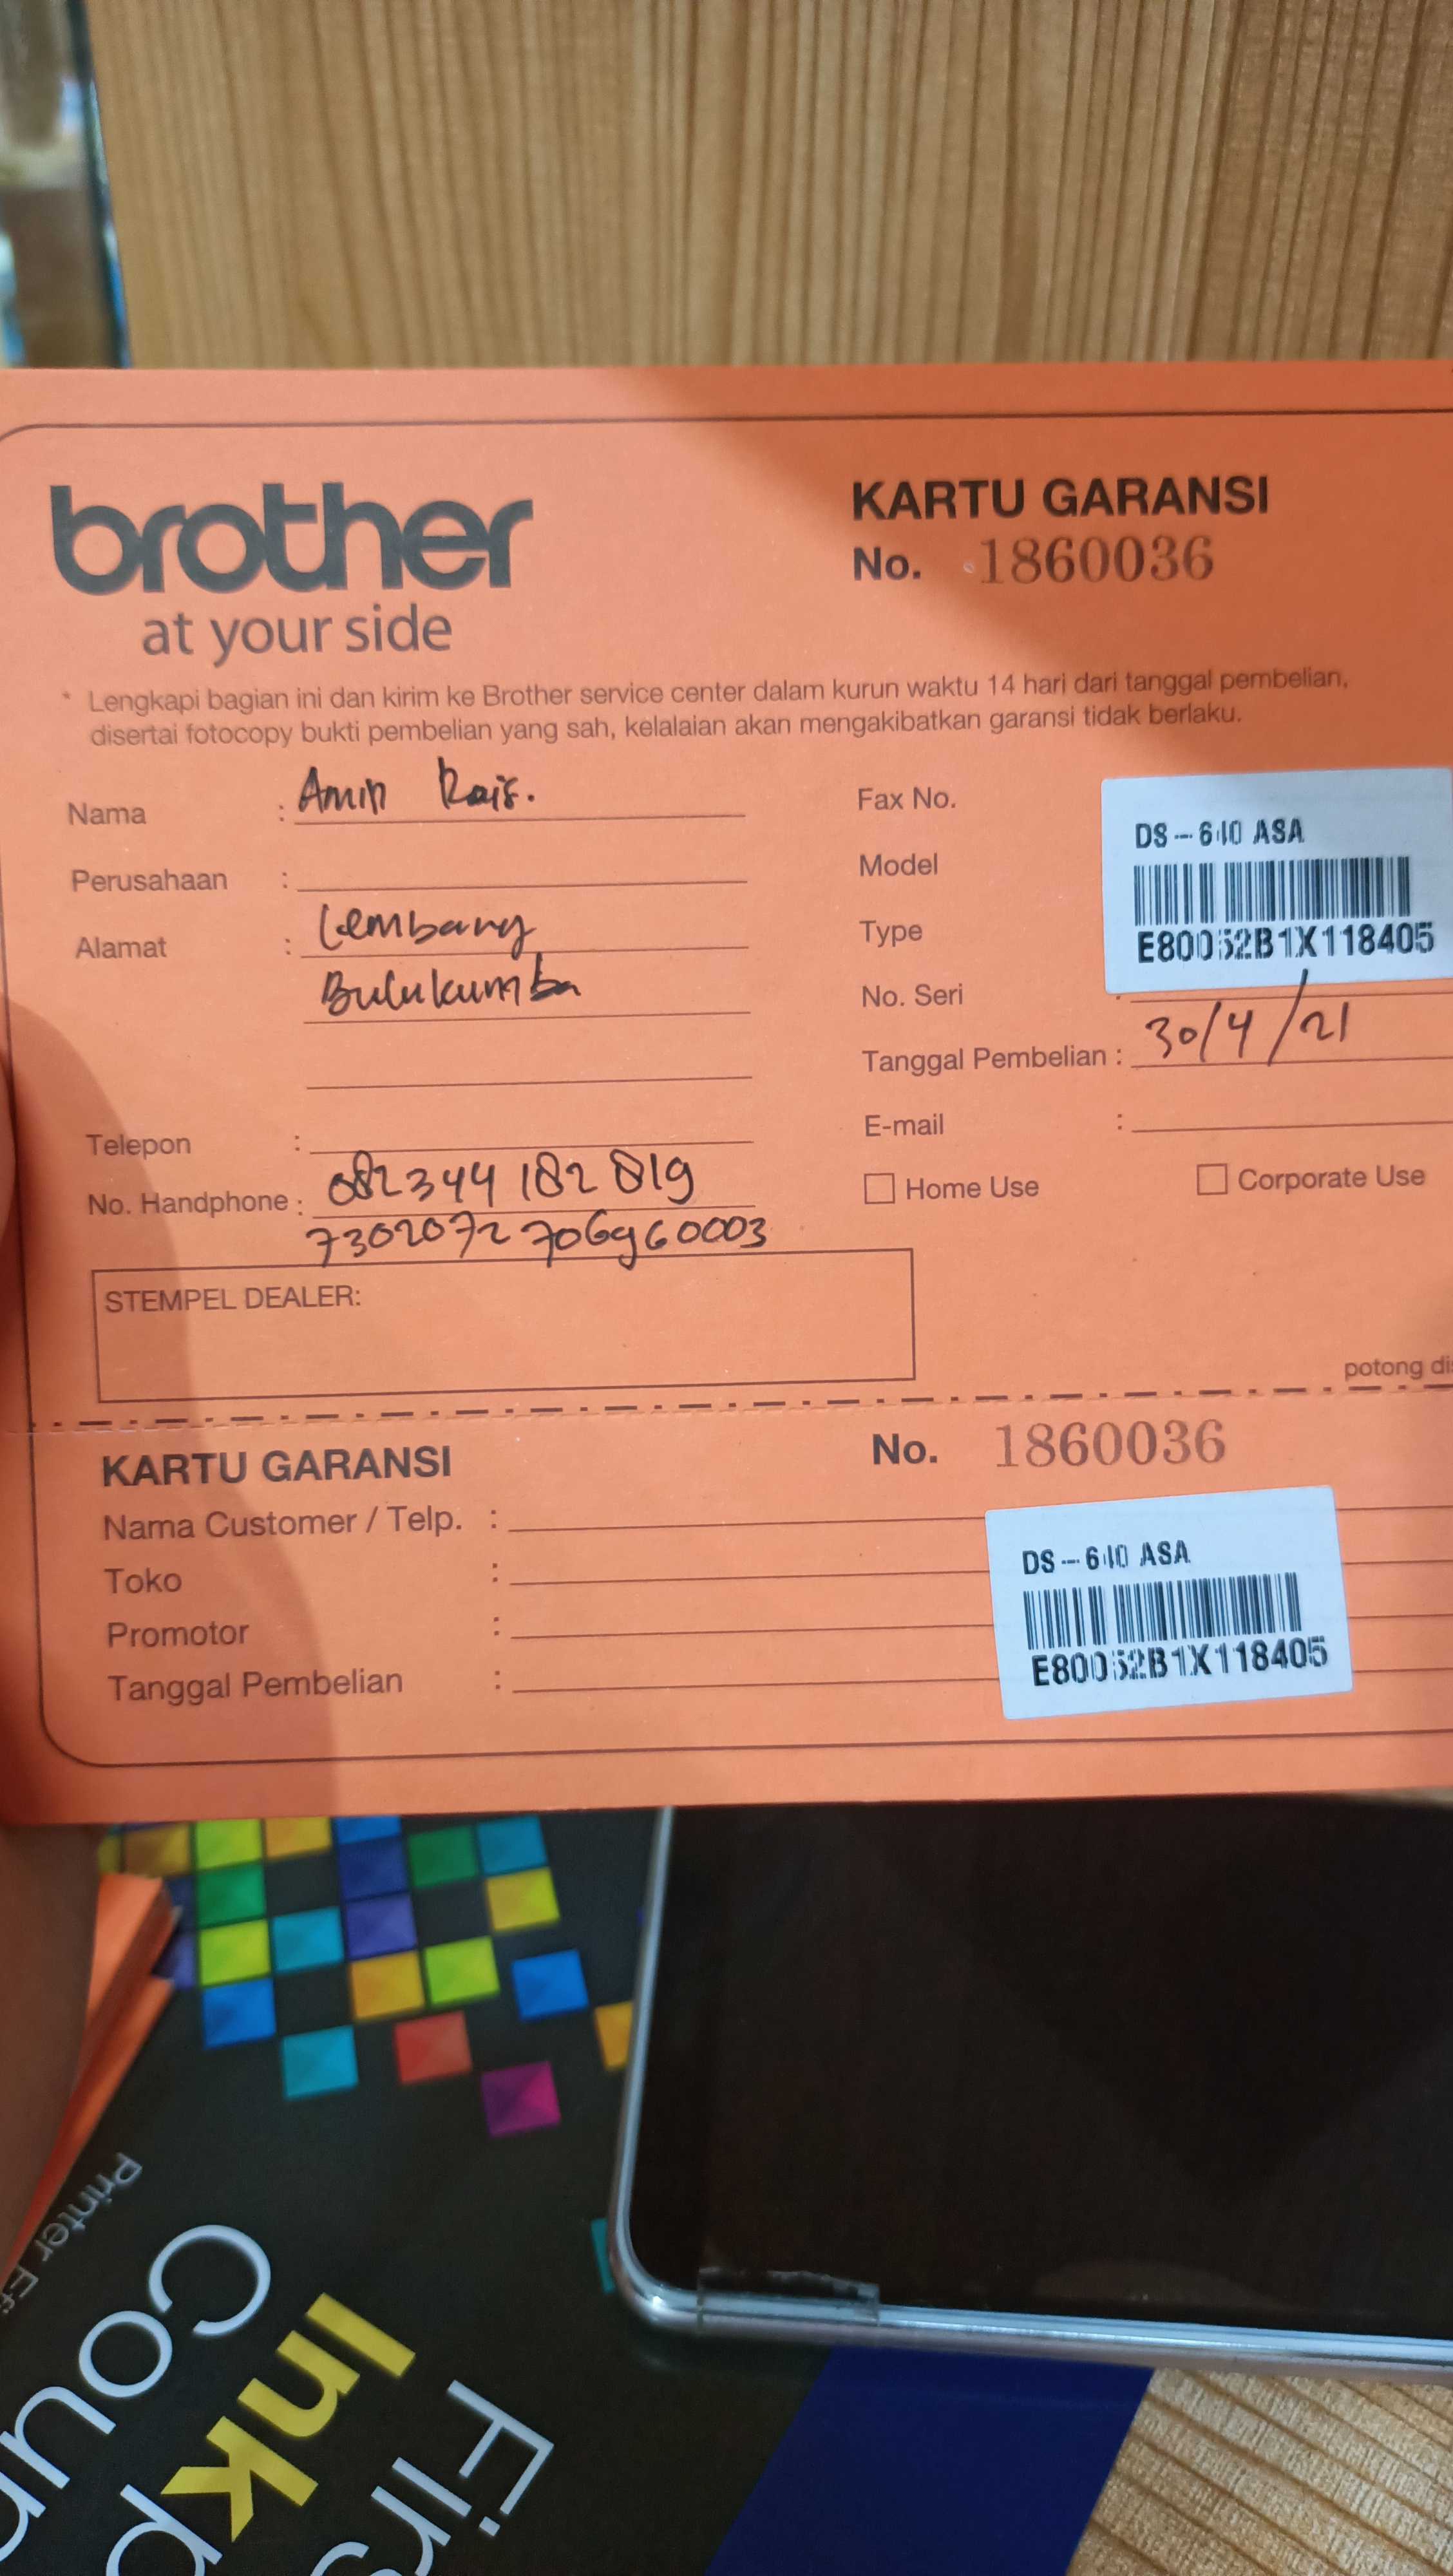 brother
at your side
KARTU GARANSI
No. 1860036
* Lengkapi bagian ini dan kirim ke Brother service center dalam kurun waktu 14 hari dari tanggal pembelian,
disertai fotocopy bukti pembelian yang sah, kelalaian akan mengakibatkan garansi tidak berlaku.
Nama : Amin Rais.
Perusahaan :
Alamat : Lembang
Bulukumba
Telepon :
No. Handphone : 082344 182 819
7302072706960003
STEMPEL DEALER:
Fax No.
Model
Type
No. Seri
DS-640 ASA
E80052B1X118405
Tanggal Pembelian : 30/4/21
E-mail :
Home Use
Corporate Use
potong
KARTU GARANSI
No. 1860036
Nama Customer / Telp. :
Toko :
Promotor :
Tanggal Pembelian :
DS-640 ASA
E80052B1X118405
Printer
Ink